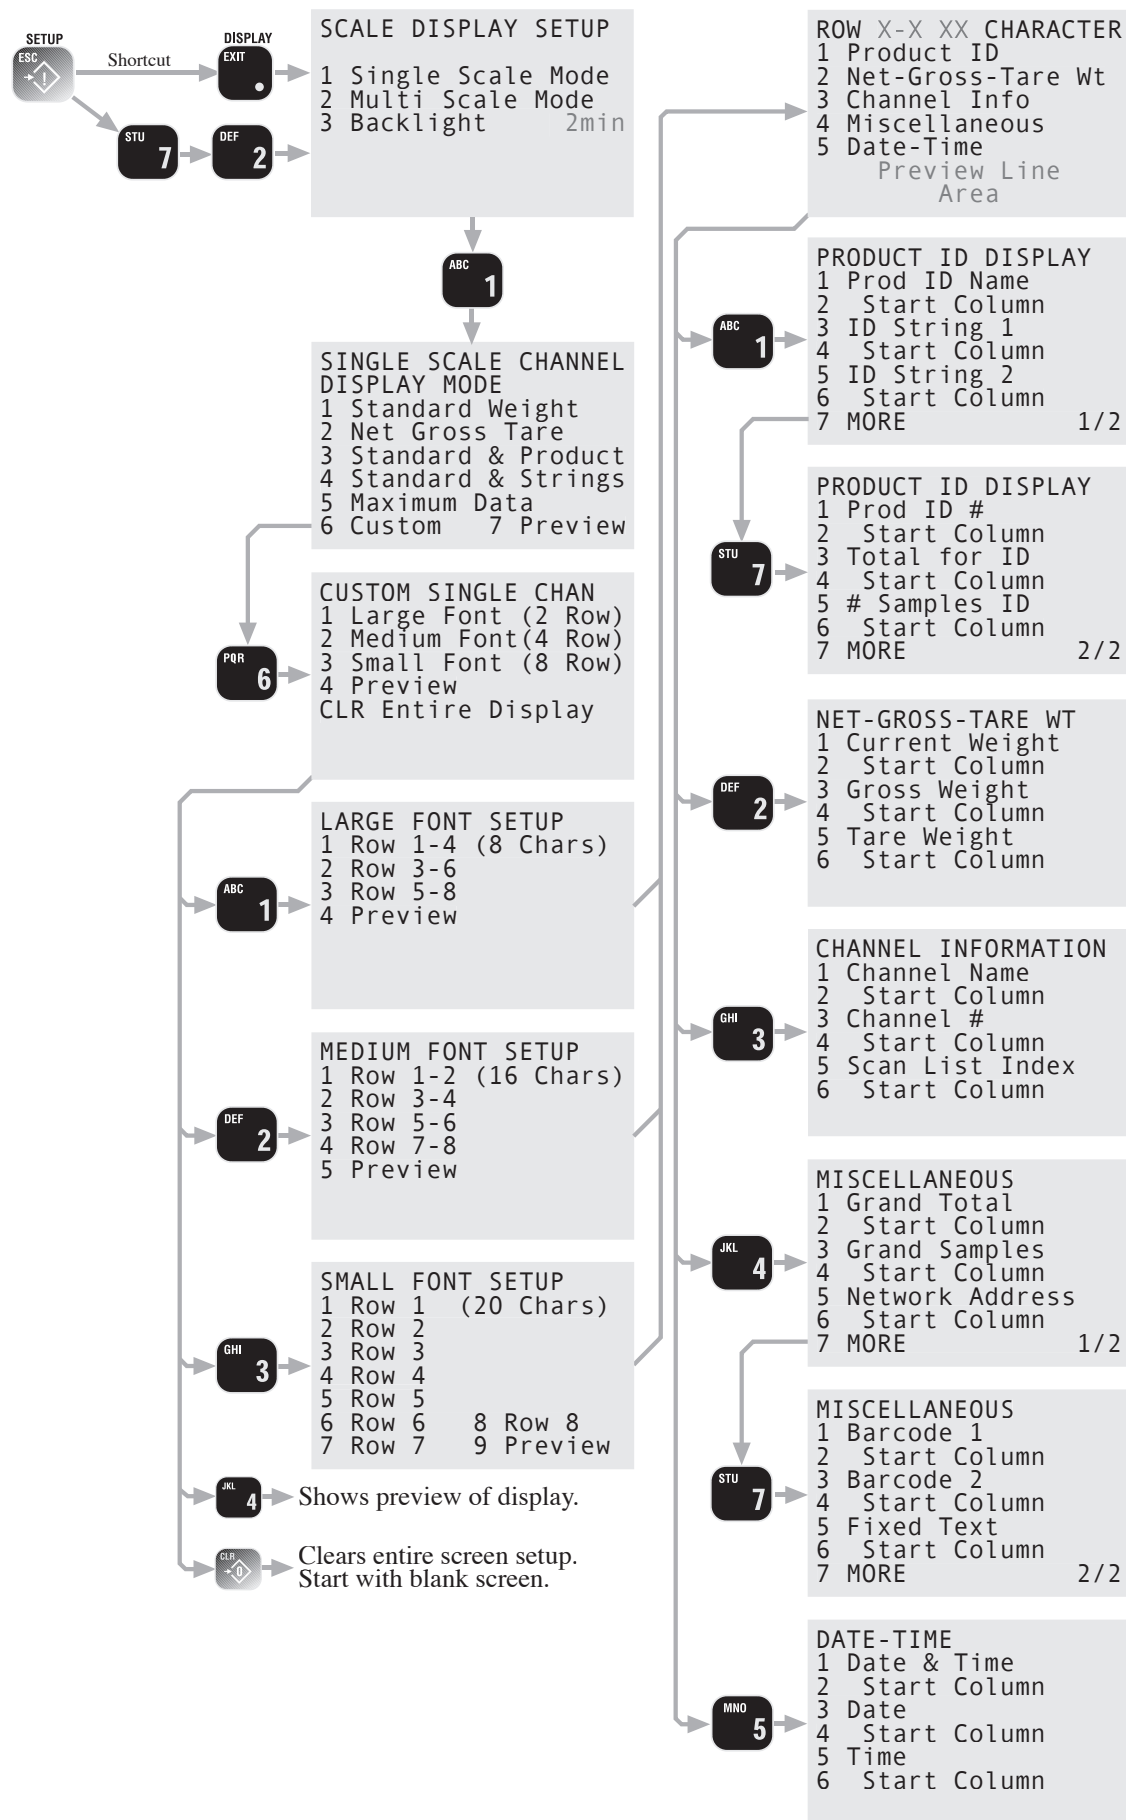 SETUP
ESC
Shortcut
DISPLAY
EXIT
STU
7
DEF
2
SCALE DISPLAY SETUP
1 Single Scale Mode
2 Multi Scale Mode
3 Backlight 2min
ABC
1
SINGLE SCALE CHANNEL
DISPLAY MODE
1 Standard Weight
2 Net Gross Tare
3 Standard & Product
4 Standard & Strings
5 Maximum Data
6 Custom 7 Preview
PQR
6
CUSTOM SINGLE CHAN
1 Large Font (2 Row)
2 Medium Font(4 Row)
3 Small Font (8 Row)
4 Preview
CLR Entire Display
ABC
1
LARGE FONT SETUP
1 Row 1-4 (8 Chars)
2 Row 3-6
3 Row 5-8
4 Preview
DEF
2
MEDIUM FONT SETUP
1 Row 1-2 (16 Chars)
2 Row 3-4
3 Row 5-6
4 Row 7-8
5 Preview
GHI
3
SMALL FONT SETUP
1 Row 1 (20 Chars)
2 Row 2
3 Row 3
4 Row 4
5 Row 5
6 Row 6 8 Row 8
7 Row 7 9 Preview
JKL
4
Shows preview of display.
CLR
0
Clears entire screen setup.
Start with blank screen.
ROW X-X XX CHARACTER
1 Product ID
2 Net-Gross-Tare Wt
3 Channel Info
4 Miscellaneous
5 Date-Time
Preview Line
Area
ABC
1
PRODUCT ID DISPLAY
1 Prod ID Name
2 Start Column
3 ID String 1
4 Start Column
5 ID String 2
6 Start Column
7 MORE 1/2
STU
7
PRODUCT ID DISPLAY
1 Prod ID #
2 Start Column
3 Total for ID
4 Start Column
5 # Samples ID
6 Start Column
7 MORE 2/2
DEF
2
NET-GROSS-TARE WT
1 Current Weight
2 Start Column
3 Gross Weight
4 Start Column
5 Tare Weight
6 Start Column
GHI
3
CHANNEL INFORMATION
1 Channel Name
2 Start Column
3 Channel #
4 Start Column
5 Scan List Index
6 Start Column
JKL
4
MISCELLANEOUS
1 Grand Total
2 Start Column
3 Grand Samples
4 Start Column
5 Network Address
6 Start Column
7 MORE 1/2
STU
7
MISCELLANEOUS
1 Barcode 1
2 Start Column
3 Barcode 2
4 Start Column
5 Fixed Text
6 Start Column
7 MORE 2/2
MNO
5
DATE-TIME
1 Date & Time
2 Start Column
3 Date
4 Start Column
5 Time
6 Start Column